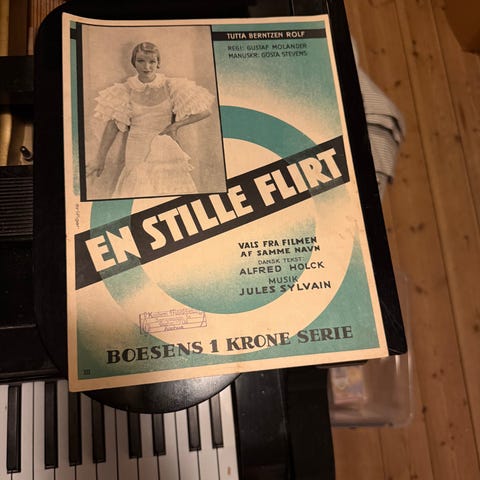 TUTTA BERNTZEN ROLF
REGI: GUSTAF MOLANDER
MANUSKR: GÖSTA STEVENS
EN STILLE FLIRT
VALS FRA FILMEN
AF SAMME NAVN
DANSK TEKST:
ALFRED HOLCK
MUSIK
JULES SYLVAIN
BOESENS 1 KRONE SERIE